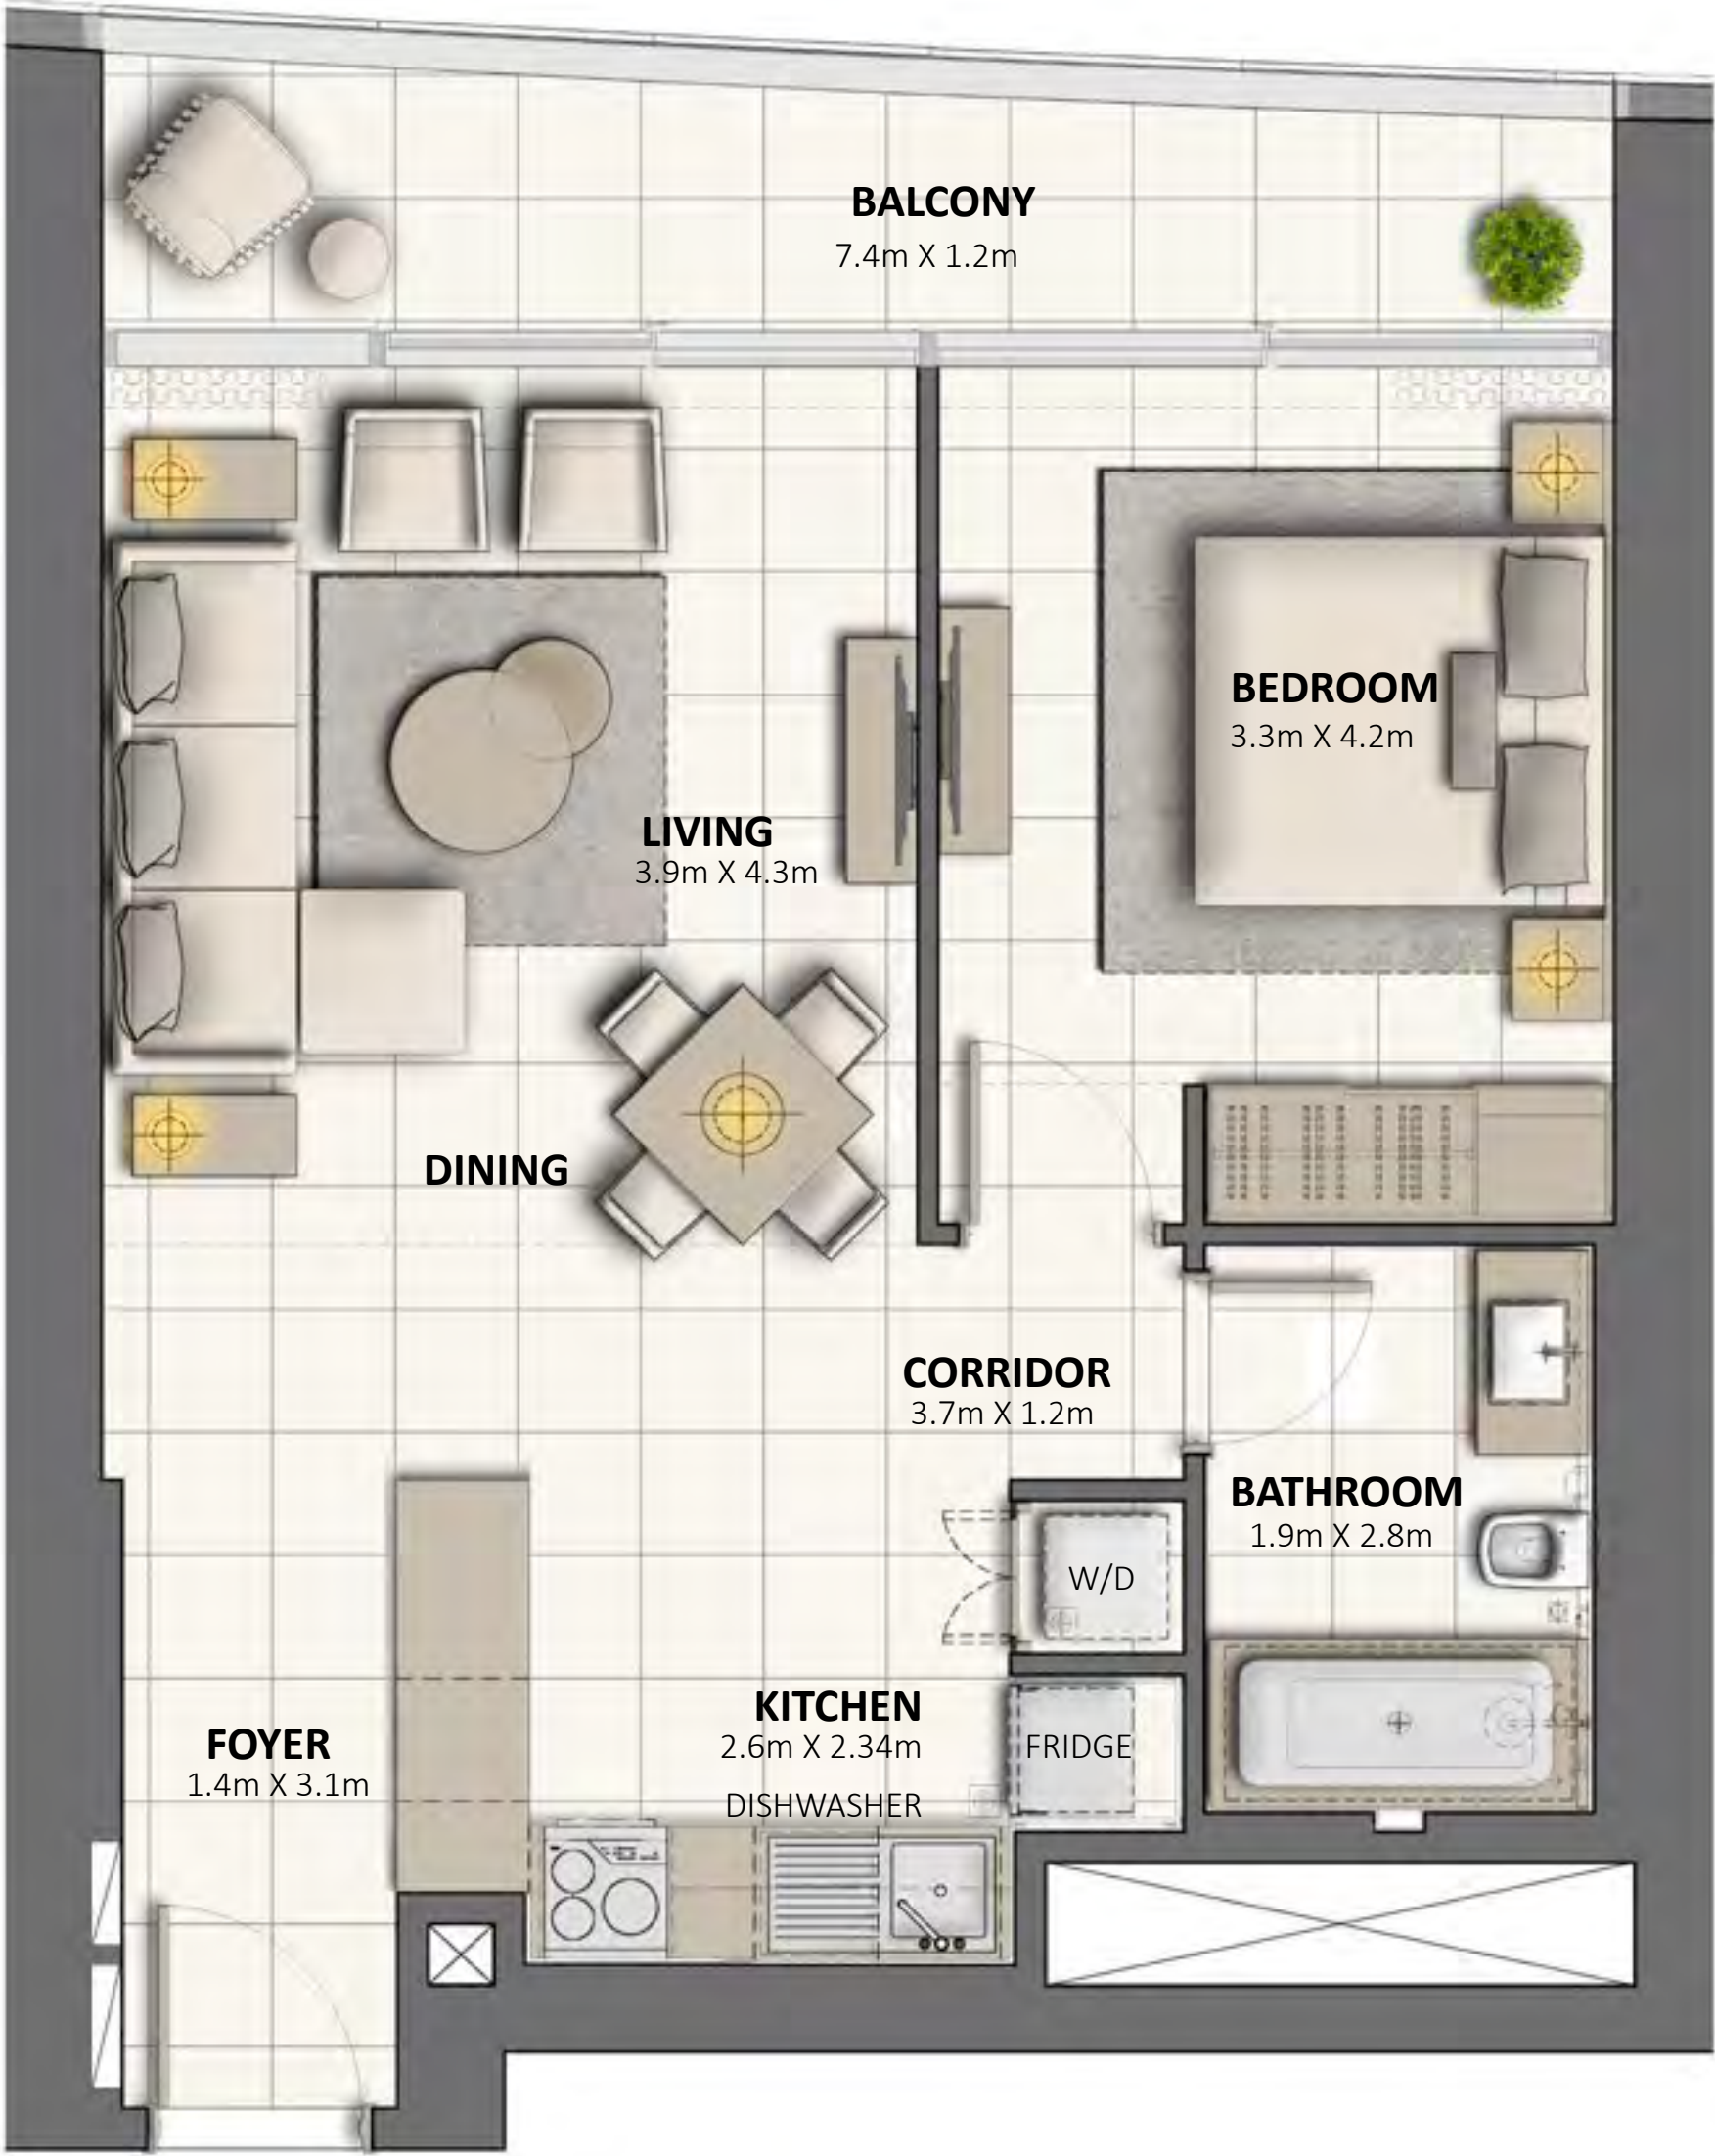 BALCONY
7.4m X 1.2m
BEDROOM
3.3m X 4.2m
LIVING
3.9m X 4.3m
DINING
CORRIDOR
3.7m X 1.2m
BATHROOM
1.9m X 2.8m
W/D
KITCHEN
2.6m X 2.34m
FRIDGE
DISHWASHER
FOYER
1.4m X 3.1m